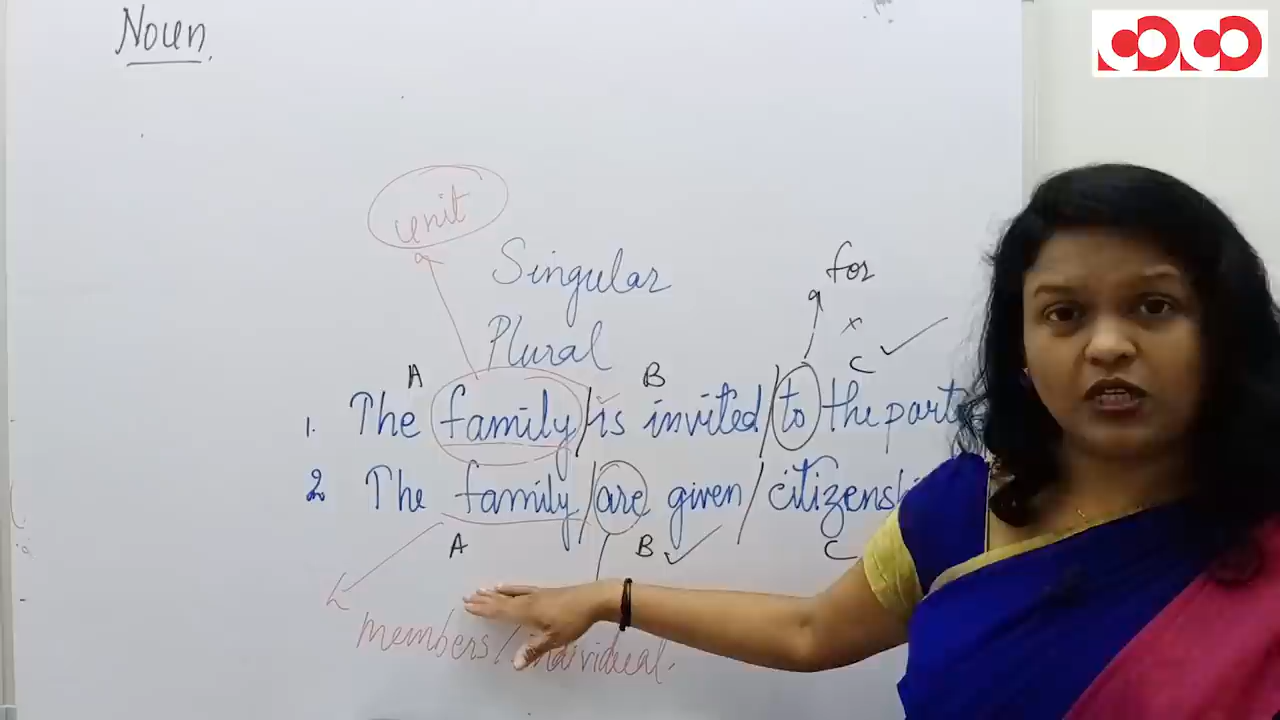 Noun.
unit
Singular
for
Plural
x
A B C
1. The family / is invited / to the party
2 The family / are given / citizenship
A B C
members / individual.